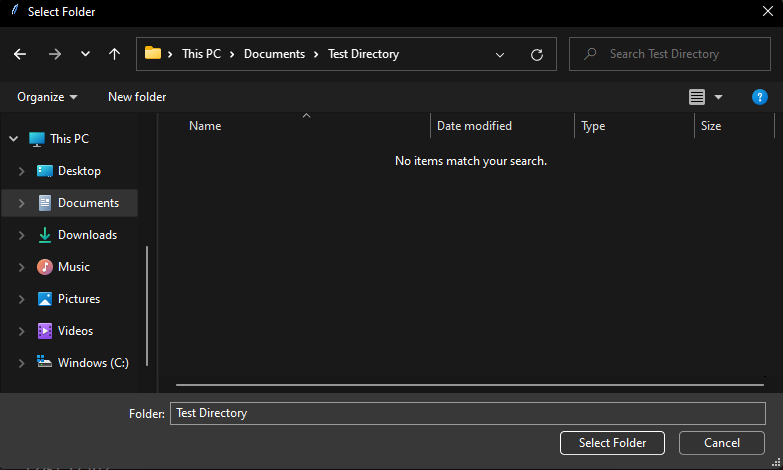 Select Folder
This PC > Documents > Test Directory
Search Test Directory
Organize
New folder
Name
Date modified
Type
Size
No items match your search.
This PC
Desktop
Documents
Downloads
Music
Pictures
Videos
Windows (C:)
Folder: Test Directory
Select Folder
Cancel